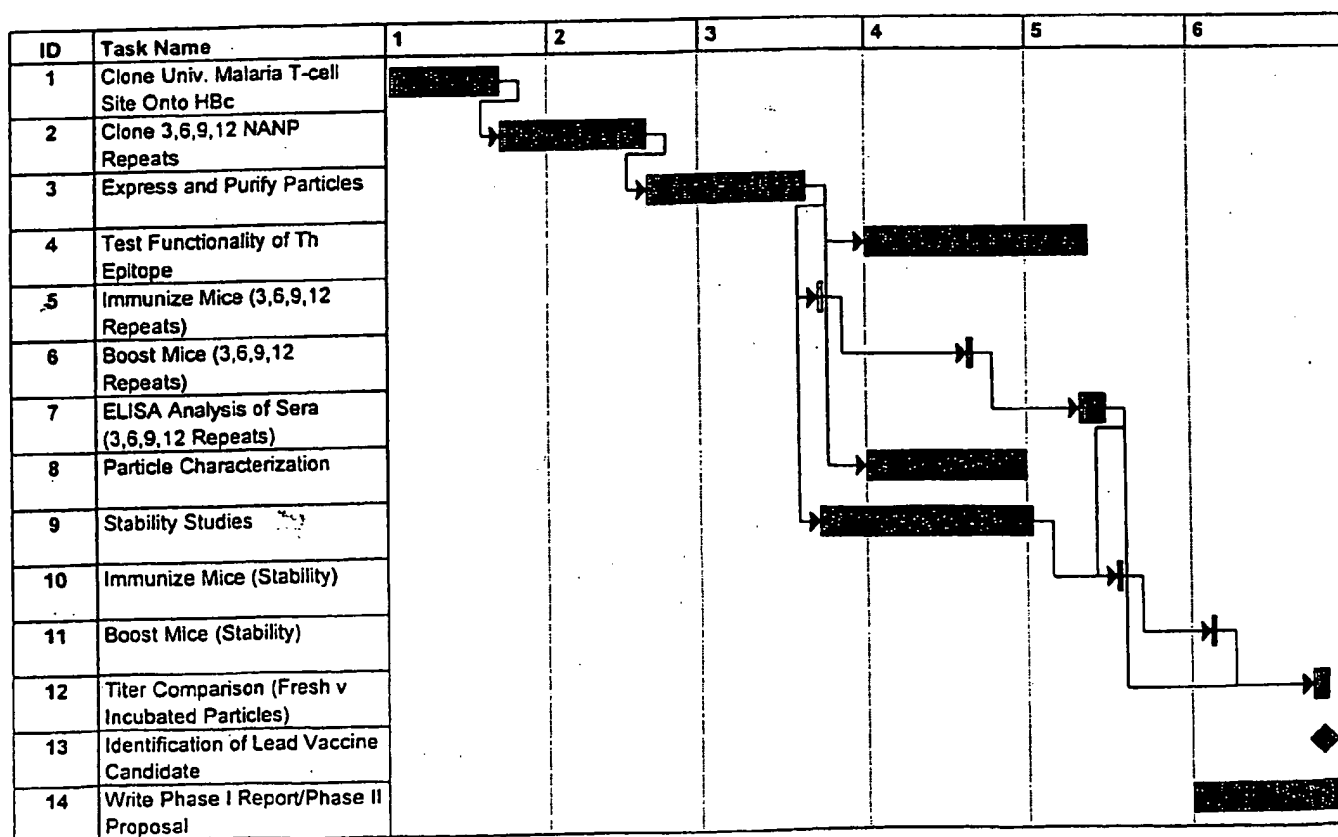 ID Task Name 1 2 3 4 5 6
1 Clone Univ. Malaria T-cell
Site Onto HBc
2 Clone 3,6,9,12 NANP
Repeats
3 Express and Purify Particles
4 Test Functionality of Th
Epitope
5 Immunize Mice (3,6,9,12
Repeats)
6 Boost Mice (3,6,9,12
Repeats)
7 ELISA Analysis of Sera
(3,6,9,12 Repeats)
8 Particle Characterization
9 Stability Studies
10 Immunize Mice (Stability)
11 Boost Mice (Stability)
12 Titer Comparison (Fresh v
Incubated Particles)
13 Identification of Lead Vaccine
Candidate
14 Write Phase I Report/Phase II
Proposal